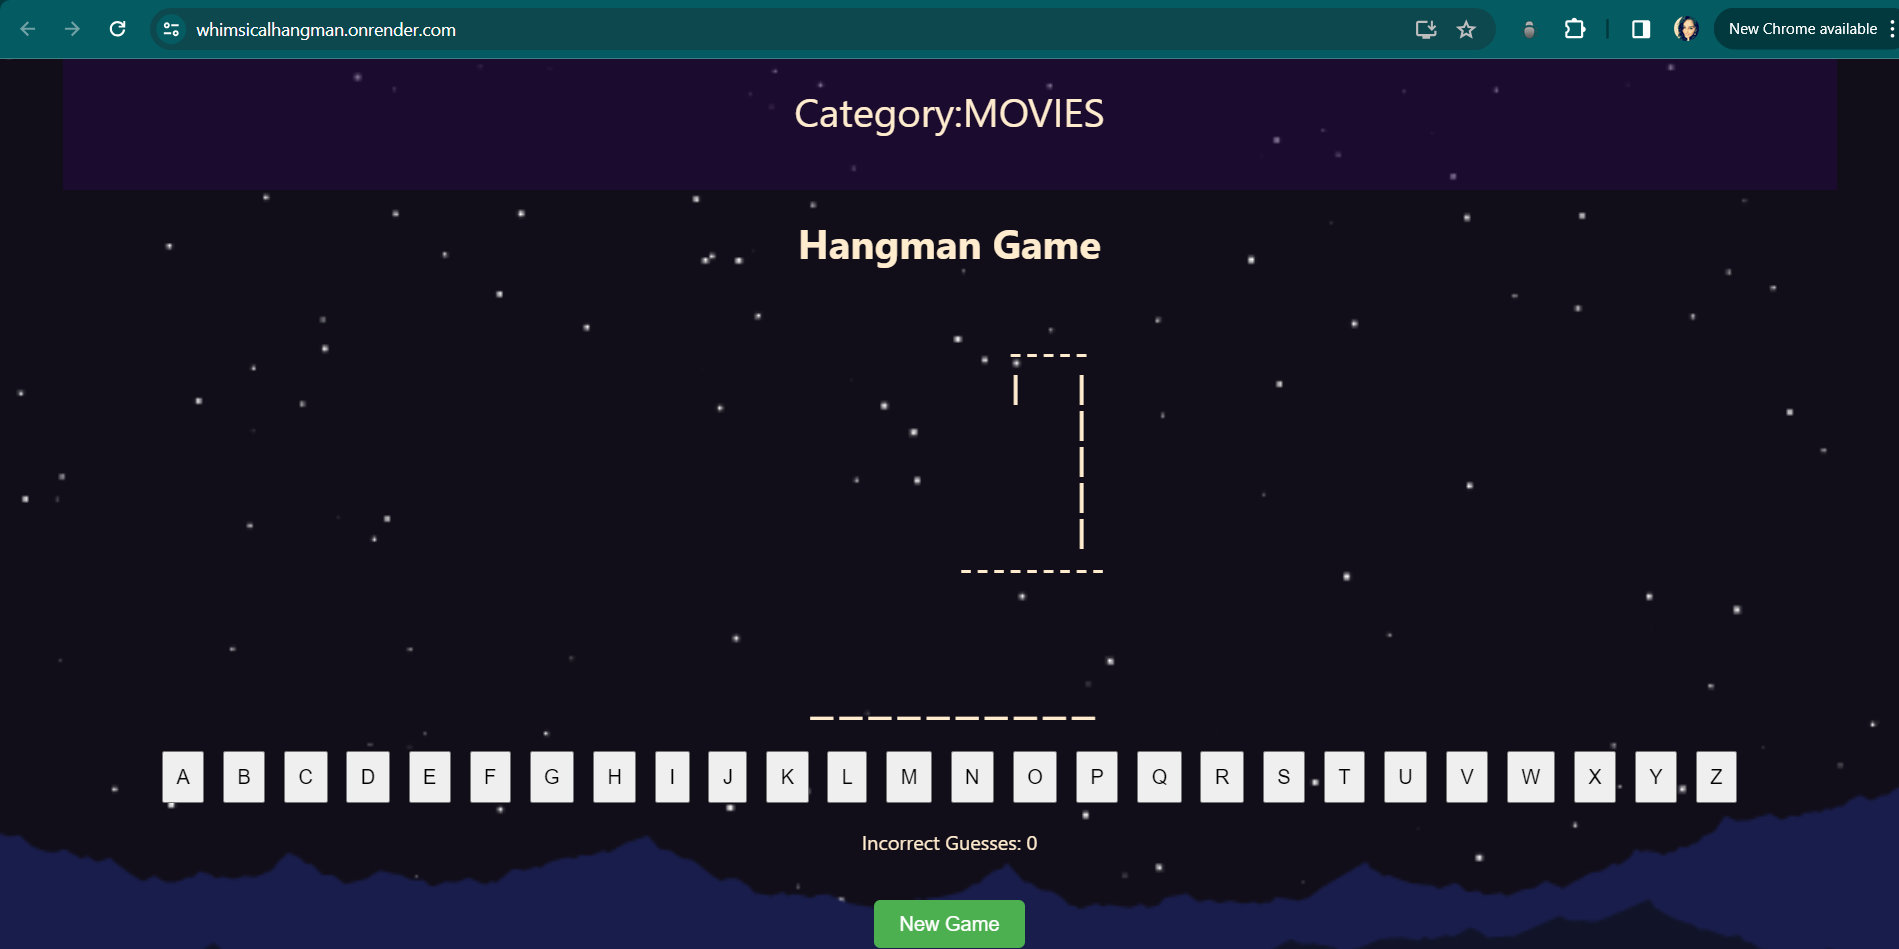 whimsicalhangman.onrender.com
New Chrome available
Category:MOVIES
Hangman Game
-----
|   |
|
|
|
|
---------
_ _ _ _ _ _ _ _ _ _
A B C D E F G H I J K L M N O P Q R S T U V W X Y Z
Incorrect Guesses: 0
New Game